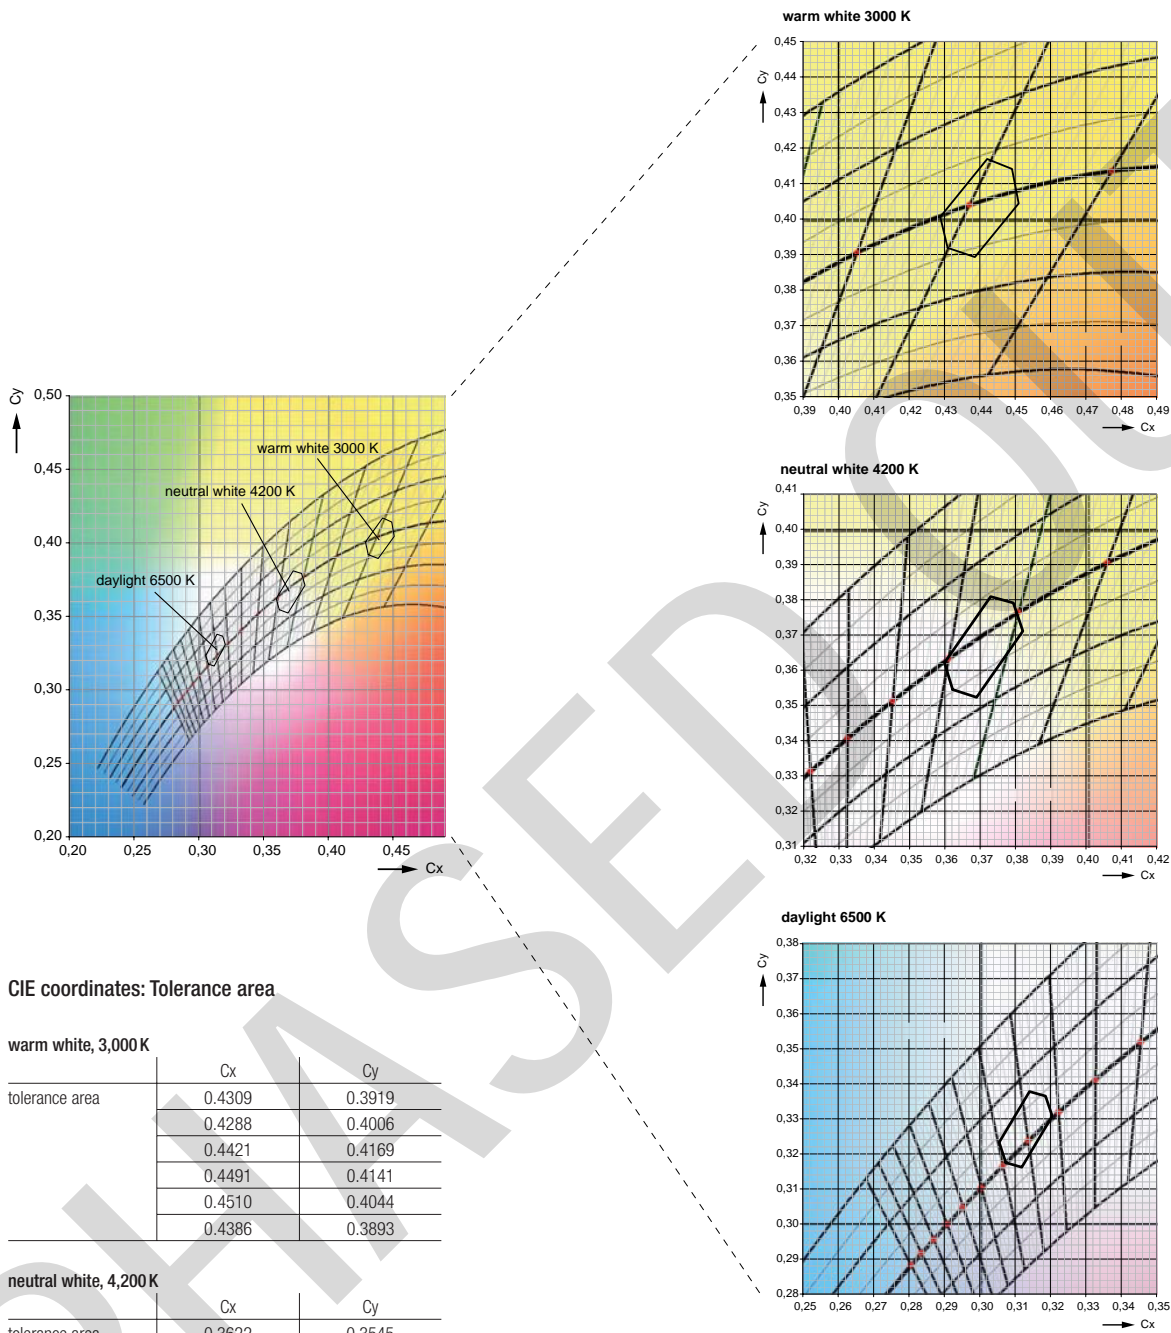 warm white 3000 K
0,45
0,44
0,43
0,42
0,41
0,40
0,39
0,38
0,37
0,36
0,35
Cy
0,39 0,40 0,41 0,42 0,43 0,44 0,45 0,46 0,47 0,48 0,49
Cx
Cy
0,50
0,45
0,40
0,35
0,30
0,25
0,20
warm white 3000 K
neutral white 4200 K
daylight 6500 K
0,20 0,25 0,30 0,35 0,40 0,45
Cx
neutral white 4200 K
0,41
0,40
0,39
0,38
0,37
0,36
0,35
0,34
0,33
0,32
0,31
Cy
0,32 0,33 0,34 0,35 0,36 0,37 0,38 0,39 0,40 0,41 0,42
Cx
daylight 6500 K
0,38
0,37
0,36
0,35
0,34
0,33
0,32
0,31
0,30
0,29
0,28
Cy
0,25 0,26 0,27 0,28 0,29 0,30 0,31 0,32 0,33 0,34 0,35
Cx
CIE coordinates: Tolerance area
warm white, 3,000 K
Cx Cy
tolerance area 0.4309 0.3919
0.4288 0.4006
0.4421 0.4169
0.4491 0.4141
0.4510 0.4044
0.4386 0.3893
neutral white, 4,200 K
Cx Cy
tolerance area 0.3622 0.3545
PHASED OUT